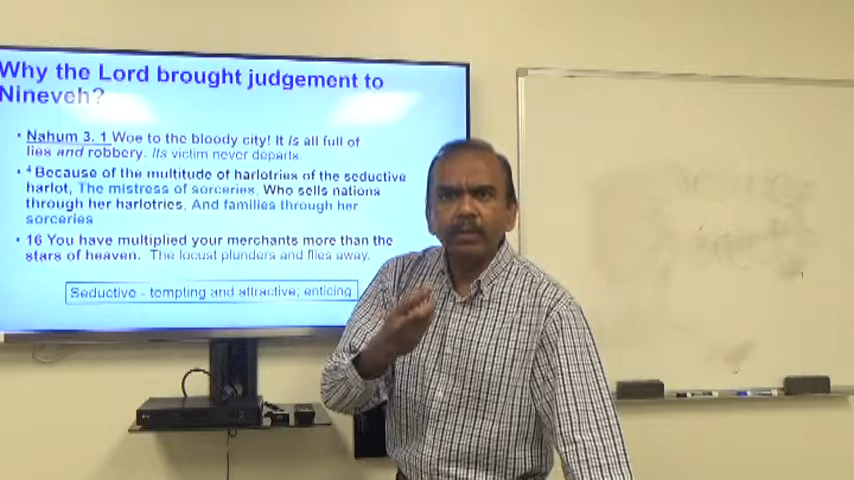 Why the Lord brought judgement to
Nineveh?
• Nahum 3. 1 Woe to the bloody city! It is all full of
lies and robbery. Its victim never departs.
• 4 Because of the multitude of harlotries of the seductive
harlot, The mistress of sorceries, Who sells nations
through her harlotries, And families through her
sorceries
• 16 You have multiplied your merchants more than the
stars of heaven. The locust plunders and flies away.
Seductive - tempting and attractive; enticing